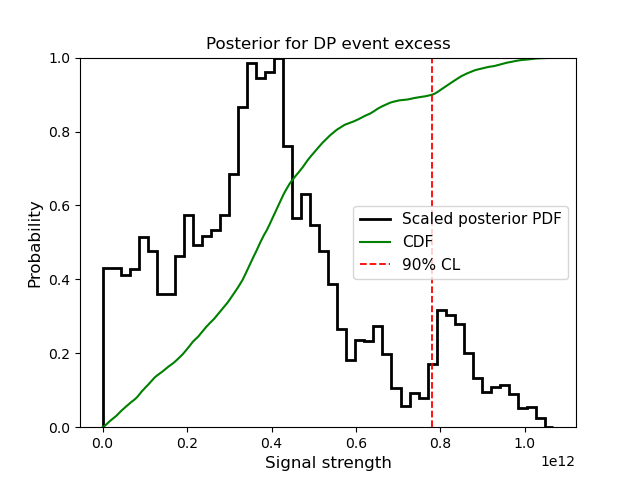 Posterior for DP event excess
Probability
1.0
0.8
0.6
0.4
0.2
0.0
Scaled posterior PDF
CDF
90% CL
0.0 0.2 0.4 0.6 0.8 1.0
1e12
Signal strength